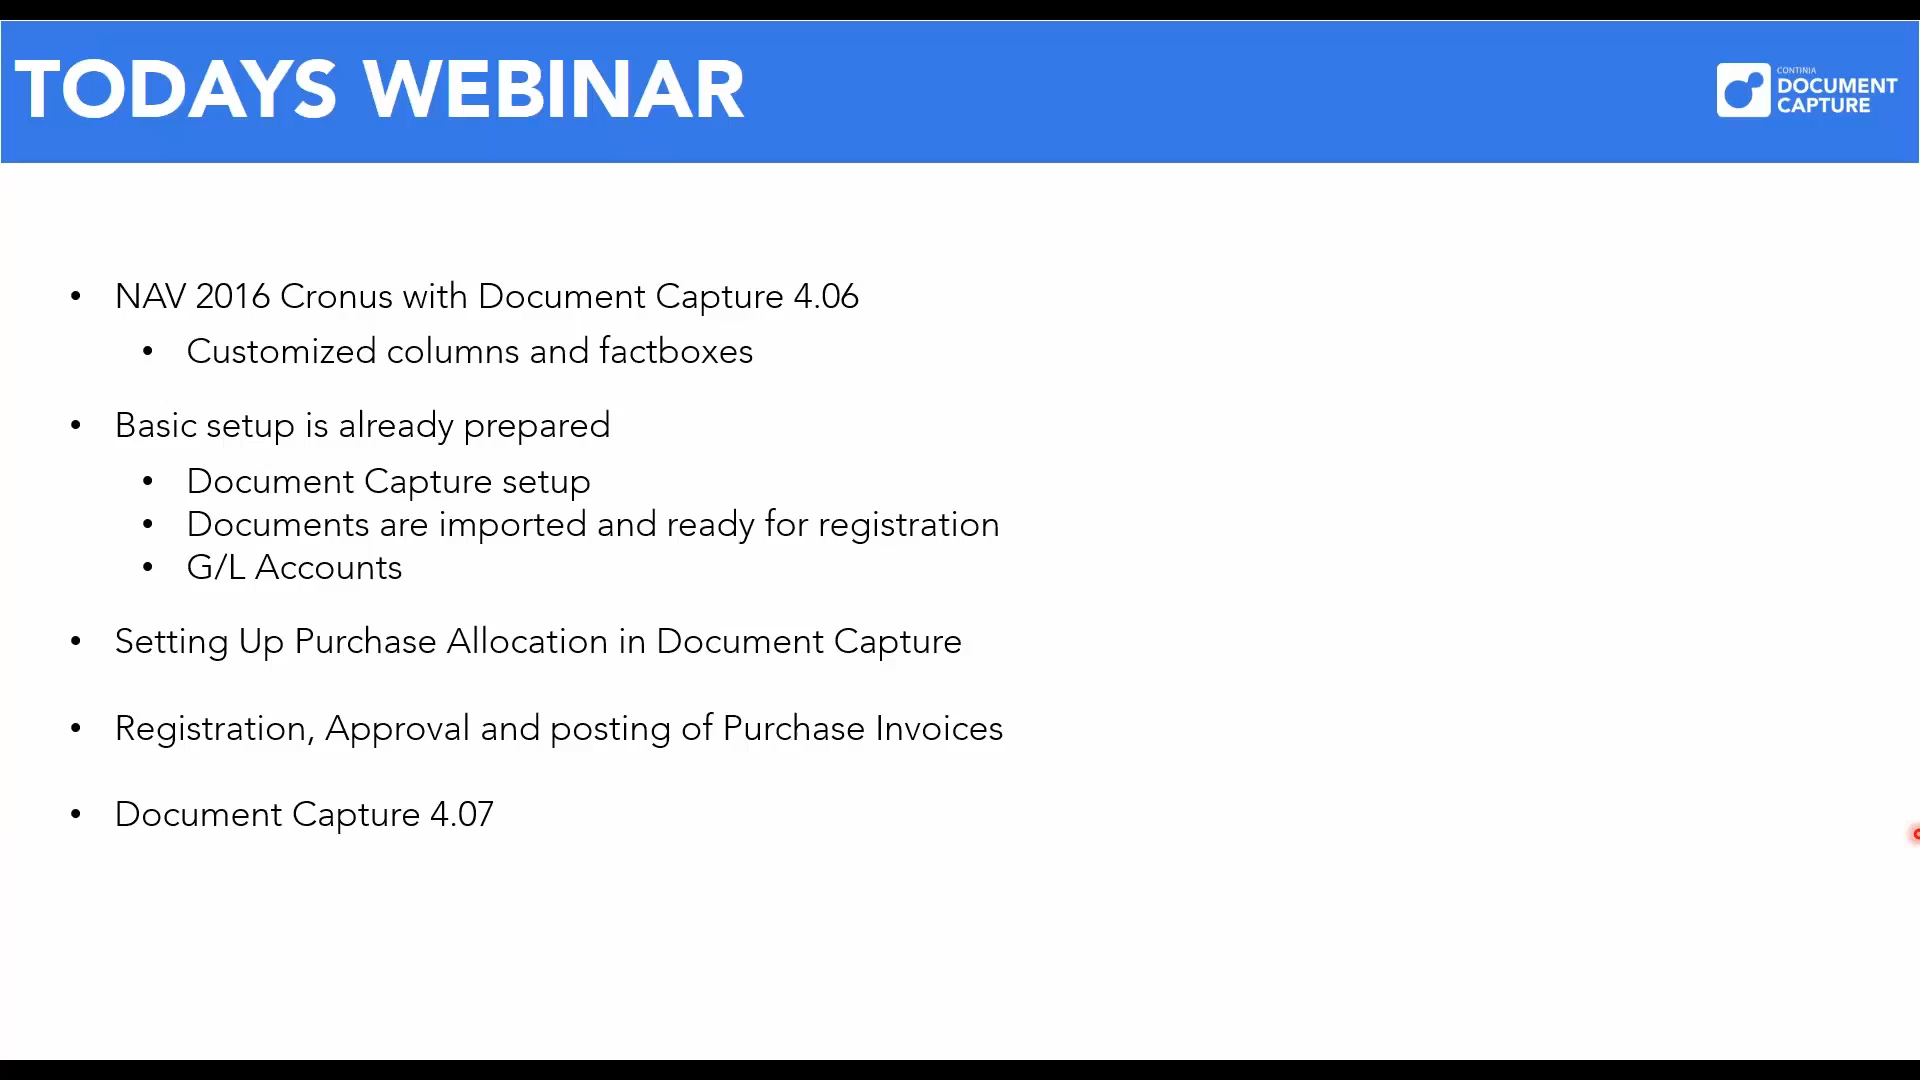 TODAYS WEBINAR
CONTINIA
DOCUMENT
CAPTURE
• NAV 2016 Cronus with Document Capture 4.06
• Customized columns and factboxes
• Basic setup is already prepared
• Document Capture setup
• Documents are imported and ready for registration
• G/L Accounts
• Setting Up Purchase Allocation in Document Capture
• Registration, Approval and posting of Purchase Invoices
• Document Capture 4.07